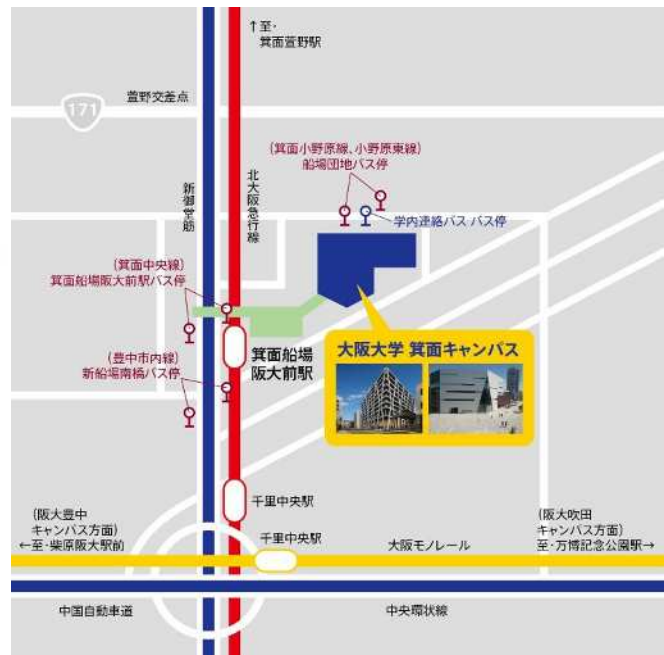 ↑至・
箕面萱野駅
萱野交差点
171
(箕面小野原線、小野原東線)
船場団地バス停
新御堂筋
北大阪急行線
学内連絡バス バス停
(箕面中央線)
箕面船場阪大前駅バス停
大阪大学 箕面キャンパス
箕面船場
阪大前駅
(豊中市内線)
新船場南橋バス停
千里中央駅
(阪大豊中
キャンパス方面)
←至・柴原阪大駅前
千里中央駅
大阪モノレール
(阪大吹田
キャンパス方面)
至・万博記念公園駅→
中国自動車道
中央環状線